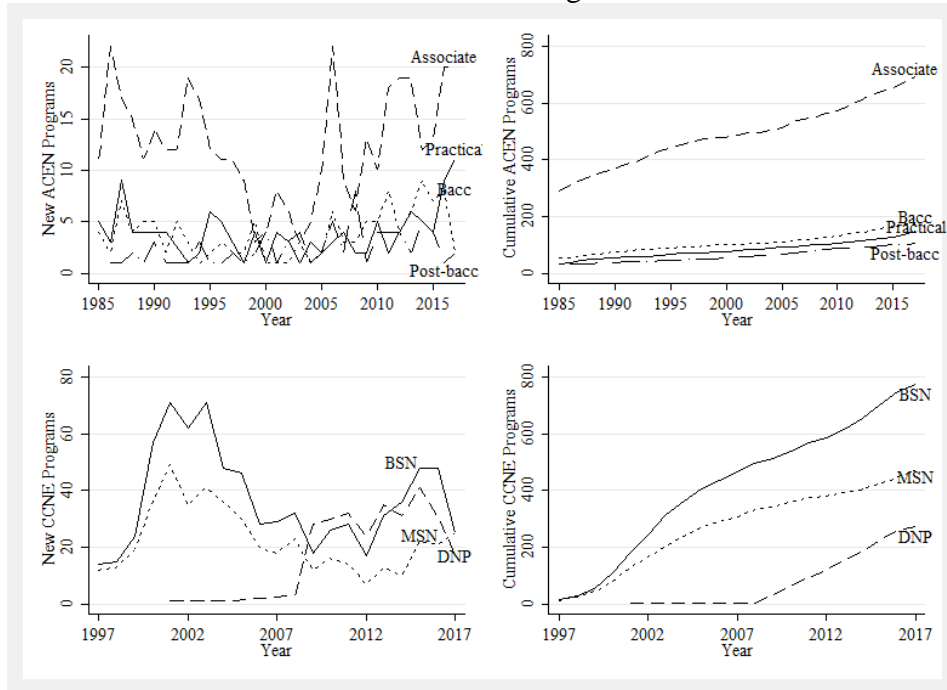 New ACEN Programs
20
15
10
5
0
1985 1990 1995 2000 2005 2010 2015
Year
Associate
Practical
Bacc
Post-bacc
Cumulative ACEN Programs
800
600
400
200
0
1985 1990 1995 2000 2005 2010 2015
Year
Associate
Bacc
Practical
Post-bacc
New CCNE Programs
80
60
40
20
0
1997 2002 2007 2012 2017
Year
BSN
MSN
DNP
Cumulative CCNE Programs
800
600
400
200
0
1997 2002 2007 2012 2017
Year
BSN
MSN
DNP